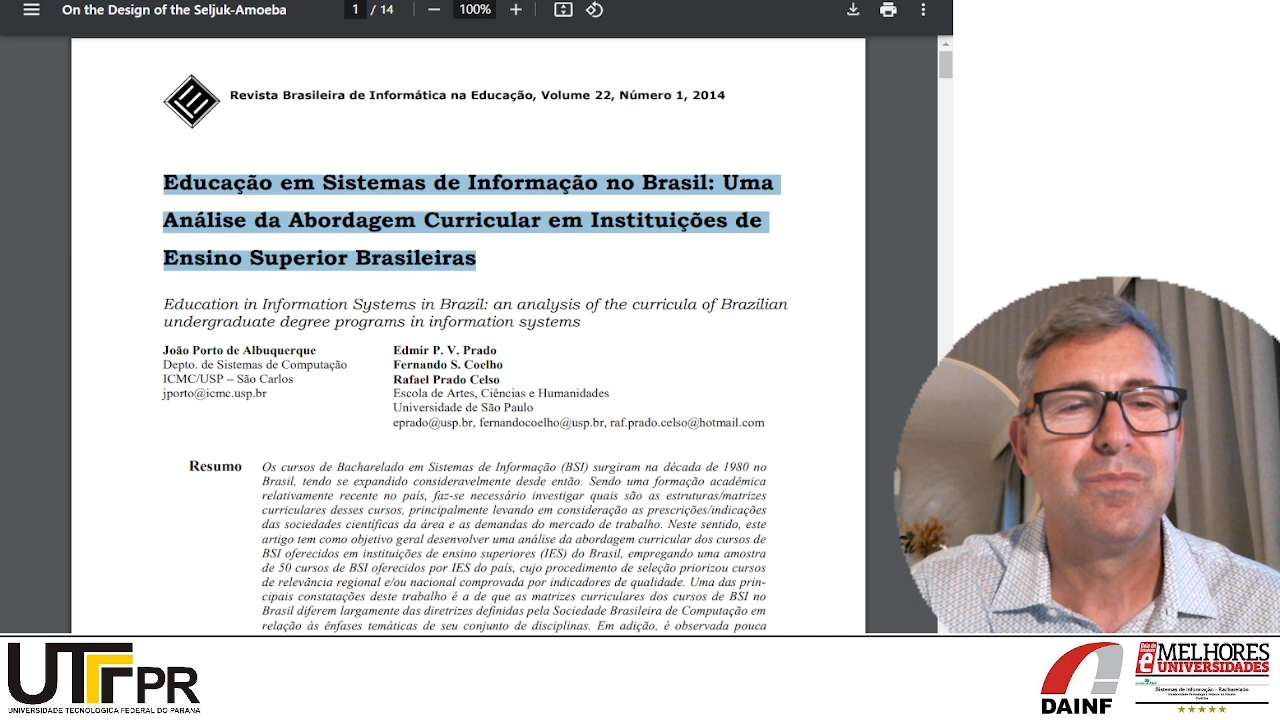 On the Design of the Seljuk-Amoeba
1 / 14
100%
Revista Brasileira de Informática na Educação, Volume 22, Número 1, 2014
Educação em Sistemas de Informação no Brasil: Uma
Análise da Abordagem Curricular em Instituições de
Ensino Superior Brasileiras
Education in Information Systems in Brazil: an analysis of the curricula of Brazilian
undergraduate degree programs in information systems
João Porto de Albuquerque
Depto. de Sistemas de Computação
ICMC/USP – São Carlos
jporto@icmc.usp.br
Edmir P. V. Prado
Fernando S. Coelho
Rafael Prado Celso
Escola de Artes, Ciências e Humanidades
Universidade de São Paulo
eprado@usp.br, fernandocoelho@usp.br, raf.prado.celso@hotmail.com
Resumo
Os cursos de Bacharelado em Sistemas de Informação (BSI) surgiram na década de 1980 no
Brasil, tendo se expandido consideravelmente desde então. Sendo uma formação acadêmica
relativamente recente no país, faz-se necessário investigar quais são as estruturas/matrizes
curriculares desses cursos, principalmente levando em consideração as prescrições/indicações
das sociedades científicas da área e as demandas do mercado de trabalho. Neste sentido, este
artigo tem como objetivo geral desenvolver uma análise da abordagem curricular dos cursos de
BSI oferecidos em instituições de ensino superiores (IES) do Brasil, empregando uma amostra
de 50 cursos de BSI oferecidos por IES do país, cujo procedimento de seleção priorizou cursos
de relevância regional e/ou nacional comprovada por indicadores de qualidade. Uma das prin-
cipais constatações deste trabalho é a de que as matrizes curriculares dos cursos de BSI no
Brasil diferem largamente das diretrizes definidas pela Sociedade Brasileira de Computação em
relação às ênfases temáticas de seu conjunto de disciplinas. Em adição, é observada pouca
UTFPR
UNIVERSIDADE TECNOLÓGICA FEDERAL DO PARANÁ
DAINF
MELHORES
UNIVERSIDADES
Sistemas de Informação - Bacharelado
Universidade Tecnológica Federal do Paraná
Curitiba